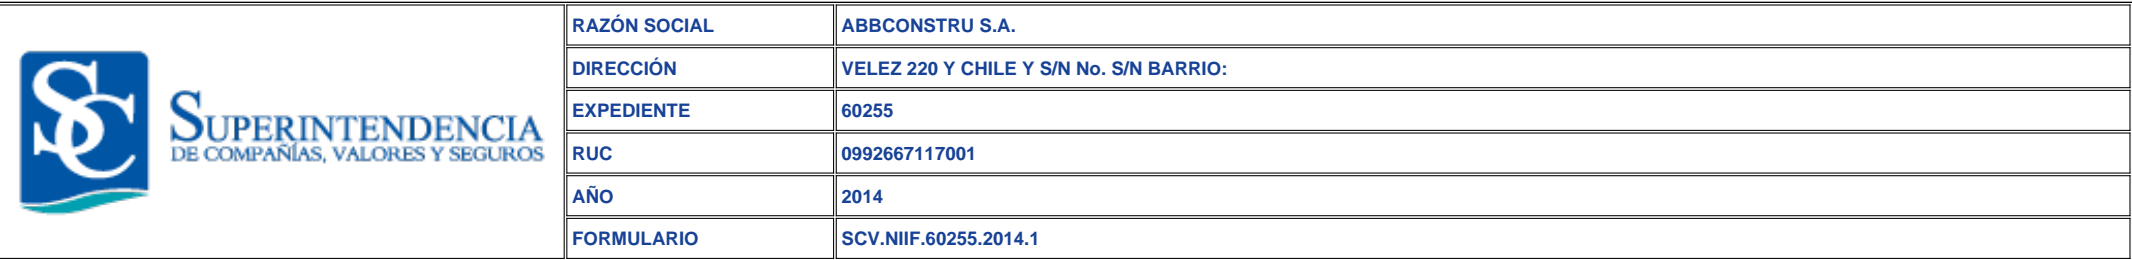 SC
SUPERINTENDENCIA
DE COMPAÑÍAS, VALORES Y SEGUROS
RAZÓN SOCIAL ABBCONSTRU S.A.
DIRECCIÓN VELEZ 220 Y CHILE Y S/N No. S/N BARRIO:
EXPEDIENTE 60255
RUC 0992667117001
AÑO 2014
FORMULARIO SCV.NIIF.60255.2014.1